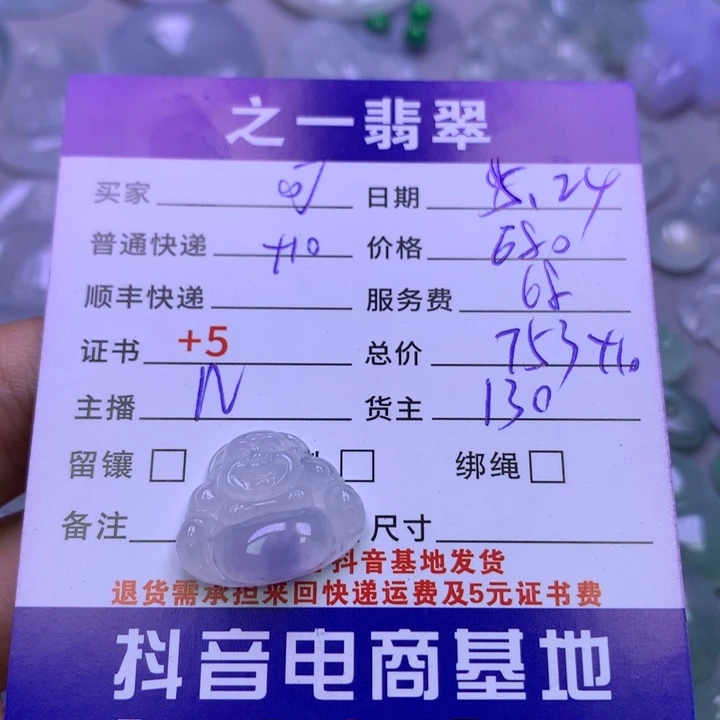 之一翡翠
买家 日期 5.24
普通快递 +10 价格 680
顺丰快递 服务费 68
证书 +5 总价 753+10
主播 N 货主 130
留镶 绑绳
备注 尺寸
抖音基地发货
退货需承担来回快递运费及5元证书费
抖音电商基地